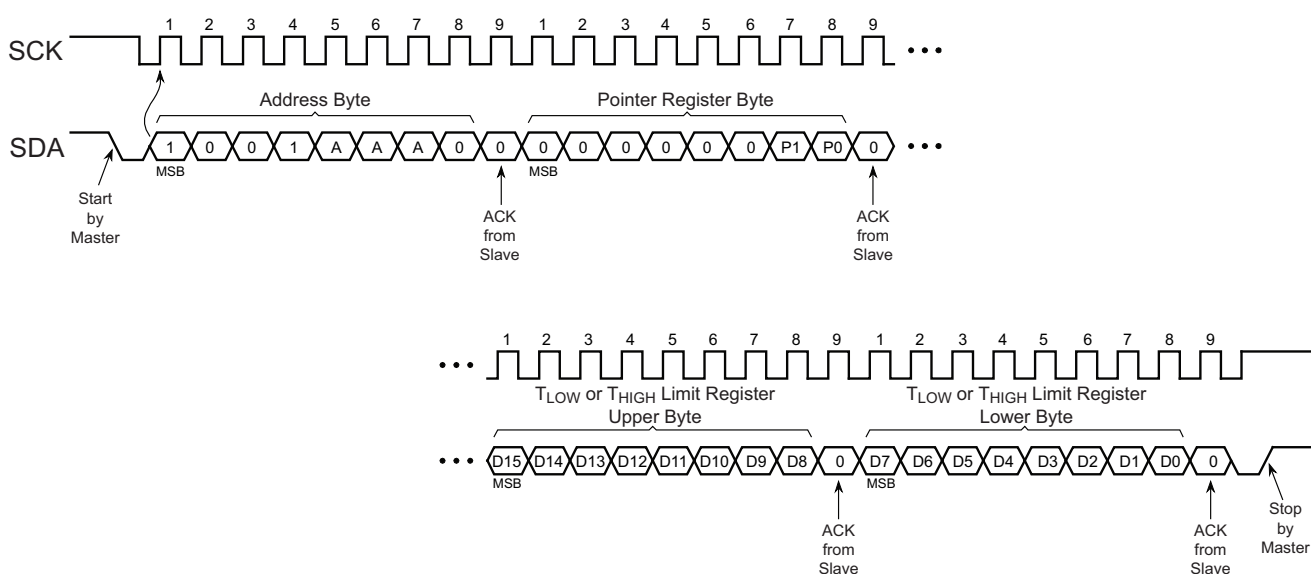 1 2 3 4 5 6 7 8 9 1 2 3 4 5 6 7 8 9
SCK
Address Byte Pointer Register Byte
SDA 1 0 0 1 A A A 0 0 0 0 0 0 0 0 P1 P0 0
MSB MSB
Start
by
Master
ACK
from
Slave
ACK
from
Slave
1 2 3 4 5 6 7 8 9 1 2 3 4 5 6 7 8 9
TLOW or THIGH Limit Register
Upper Byte
TLOW or THIGH Limit Register
Lower Byte
D15 D14 D13 D12 D11 D10 D9 D8 0 D7 D6 D5 D4 D3 D2 D1 D0 0
MSB MSB
ACK
from
Slave
ACK
from
Slave
Stop
by
Master